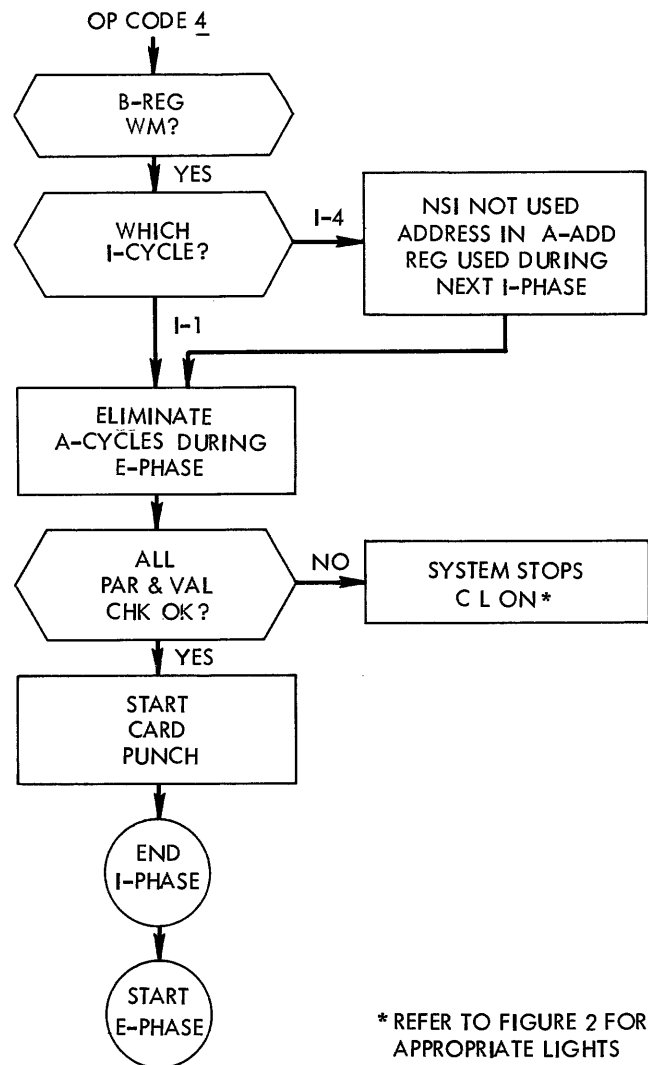 OP CODE 4
B-REG
WM?
YES
WHICH
I-CYCLE?
I-4
NSI NOT USED
ADDRESS IN A-ADD
REG USED DURING
NEXT I-PHASE
I-1
ELIMINATE
A-CYCLES DURING
E-PHASE
ALL
PAR & VAL
CHK OK?
NO
SYSTEM STOPS
C L ON*
YES
START
CARD
PUNCH
END
I-PHASE
START
E-PHASE
* REFER TO FIGURE 2 FOR
APPROPRIATE LIGHTS